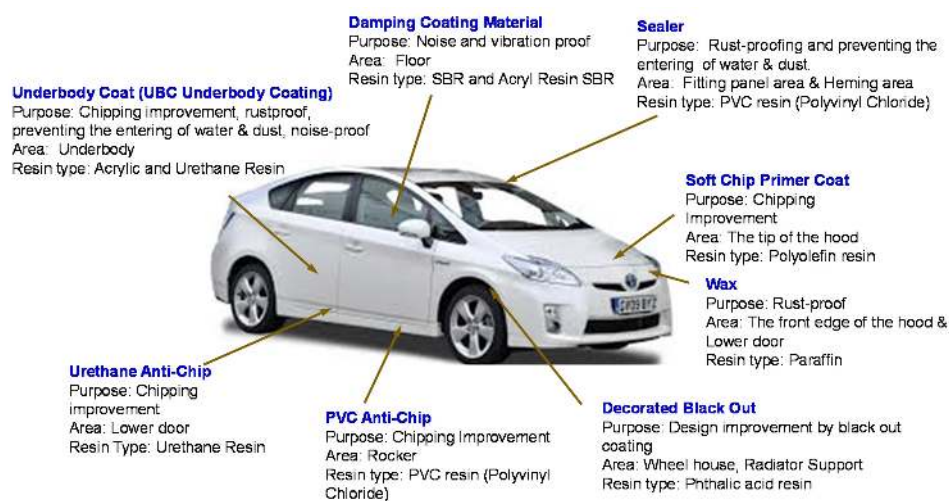 Damping Coating Material
Purpose: Noise and vibration proof
Area: Floor
Resin type: SBR and Acryl Resin SBR
Sealer
Purpose: Rust-proofing and preventing the
entering of water & dust.
Area: Fitting panel area & Heming area
Resin type: PVC resin (Polyvinyl Chloride)
Underbody Coat (UBC Underbody Coating)
Purpose: Chipping improvement, rustproof,
preventing the entering of water & dust, noise-proof
Area: Underbody
Resin type: Acrylic and Urethane Resin
Soft Chip Primer Coat
Purpose: Chipping
Improvement
Area: The tip of the hood
Resin type: Polyolefin resin
Wax
Purpose: Rust-proof
Area: The front edge of the hood &
Lower door
Resin type: Paraffin
Urethane Anti-Chip
Purpose: Chipping
improvement
Area: Lower door
Resin Type: Urethane Resin
PVC Anti-Chip
Purpose: Chipping Improvement
Area: Rocker
Resin type: PVC resin (Polyvinyl
Chloride)
Decorated Black Out
Purpose: Design improvement by black out
coating
Area: Wheel house, Radiator Support
Resin type: Phthalic acid resin